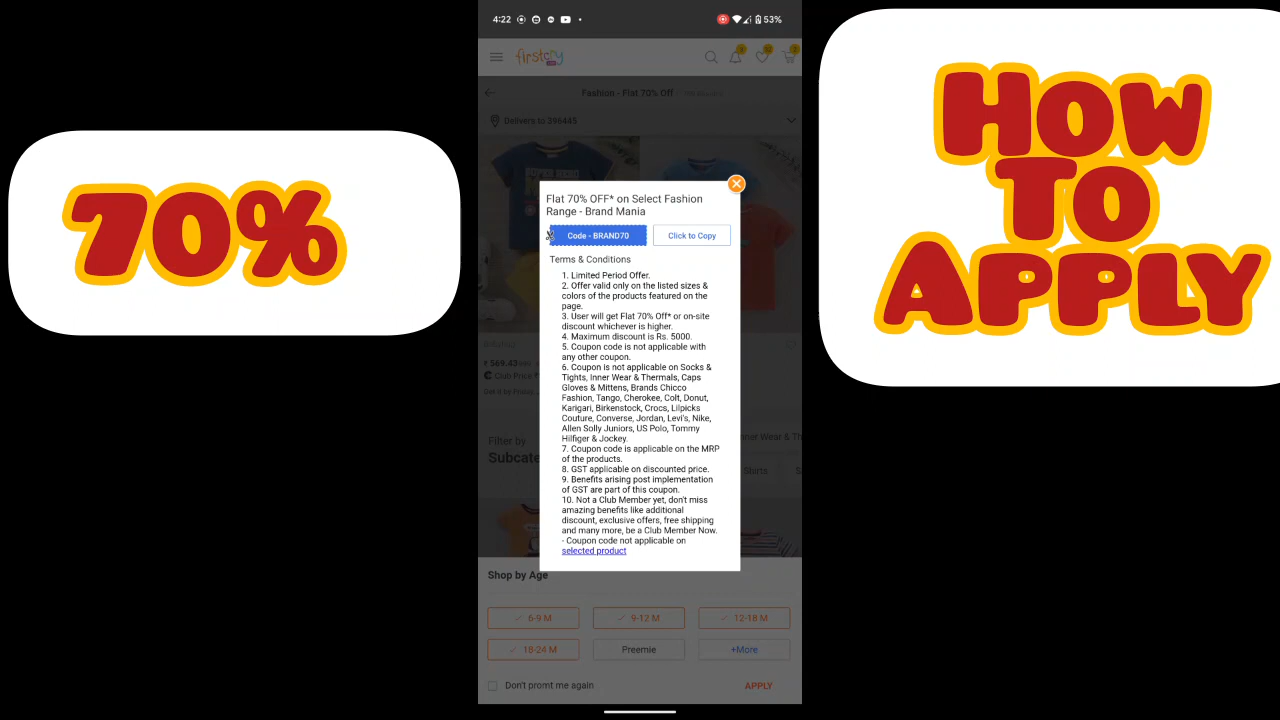 70%
4:22
53%
firstcry
Fashion - Flat 70% Off
Delivers to 396445
SUPER HERO
Flat 70% OFF* on Select Fashion
Range - Brand Mania
Code - BRAND70
Click to Copy
Terms & Conditions
1. Limited Period Offer.
2. Offer valid only on the listed sizes &
colors of the products featured on the
page.
3. User will get Flat 70% Off* or on-site
discount whichever is higher.
4. Maximum discount is Rs. 5000.
5. Coupon code is not applicable with
any other coupon.
6. Coupon is not applicable on Socks &
Tights, Inner Wear & Thermals, Caps
Gloves & Mittens, Brands Chicco
Fashion, Tango, Cherokee, Colt, Donut,
Karigari, Birkenstock, Crocs, Lilpicks
Couture, Converse, Jordan, Levi's, Nike,
Allen Solly Juniors, US Polo, Tommy
Hilfiger & Jockey.
7. Coupon code is applicable on the MRP
of the products.
8. GST applicable on discounted price.
9. Benefits arising post implementation
of GST are part of this coupon.
10. Not a Club Member yet, don't miss
amazing benefits like additional
discount, exclusive offers, free shipping
and many more, be a Club Member Now.
- Coupon code not applicable on
selected product
₹ 569.43
Club Price
Filter by
Subcate
nner Wear & Th
Shirts
S
Shop by Age
6-9 M
9-12 M
12-18 M
18-24 M
Preemie
+More
Don't promt me again
APPLY
How
To
Apply